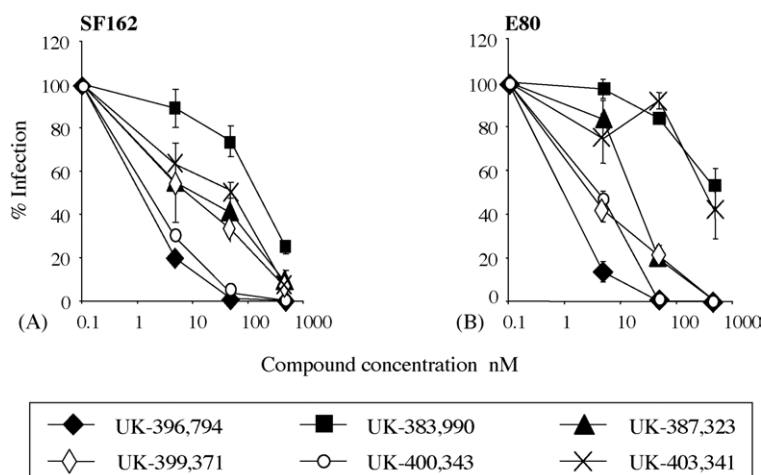 SF162
E80
120
100
80
60
40
20
0
% Infection
(A)
0.1 1 10 100 1000
120
100
80
60
40
20
0
(B)
0.1 1 10 100 1000
Compound concentration nM
UK-396,794 UK-383,990 UK-387,323
UK-399,371 UK-400,343 UK-403,341